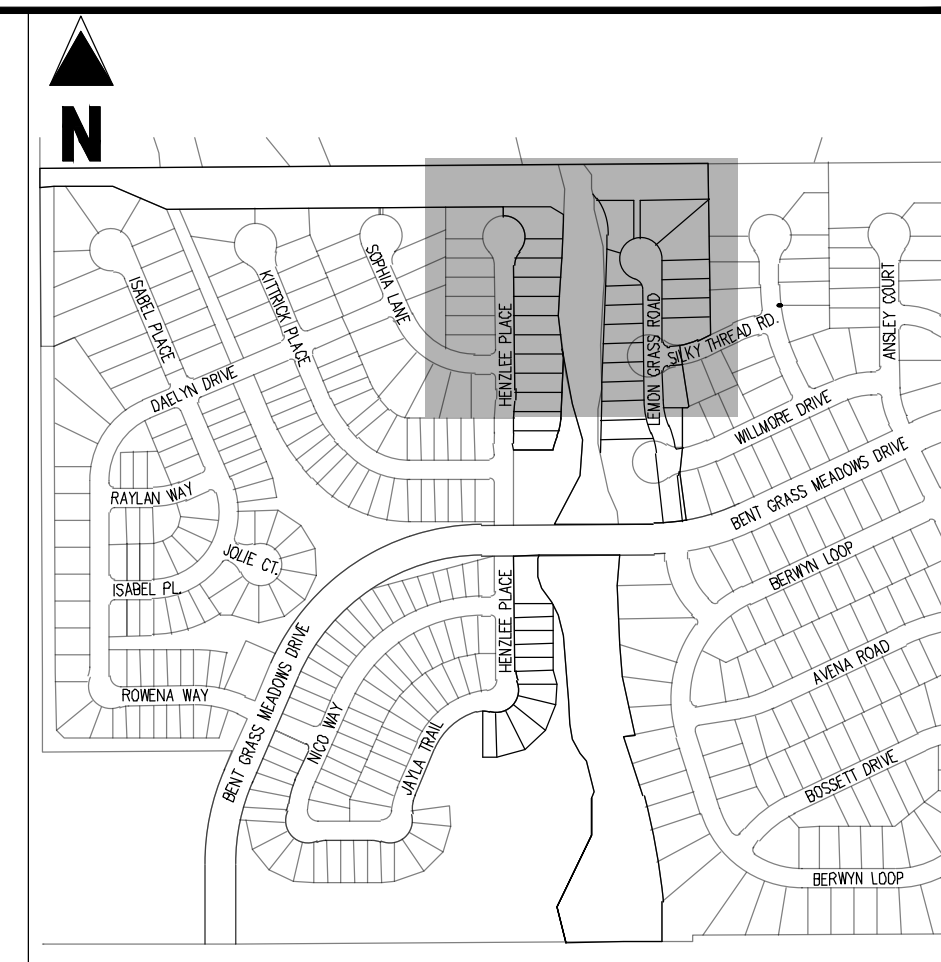 N
ISABEL PLACE
KITTRICK PLACE
SOPHIA LANE
HENZLEE PLACE
LEMON GRASS ROAD
SILKY THREAD RD.
ANSLEY COURT
DAELYN DRIVE
WILLMORE DRIVE
BENT GRASS MEADOWS DRIVE
RAYLAN WAY
JOLIE CT.
ISABEL PL.
BERWYN LOOP
HENZLEE PLACE
BENT GRASS MEADOWS DRIVE
AVENA ROAD
ROWENA WAY
NICO WAY
JAYLA TRAIL
BOSSETT DRIVE
BERWYN LOOP